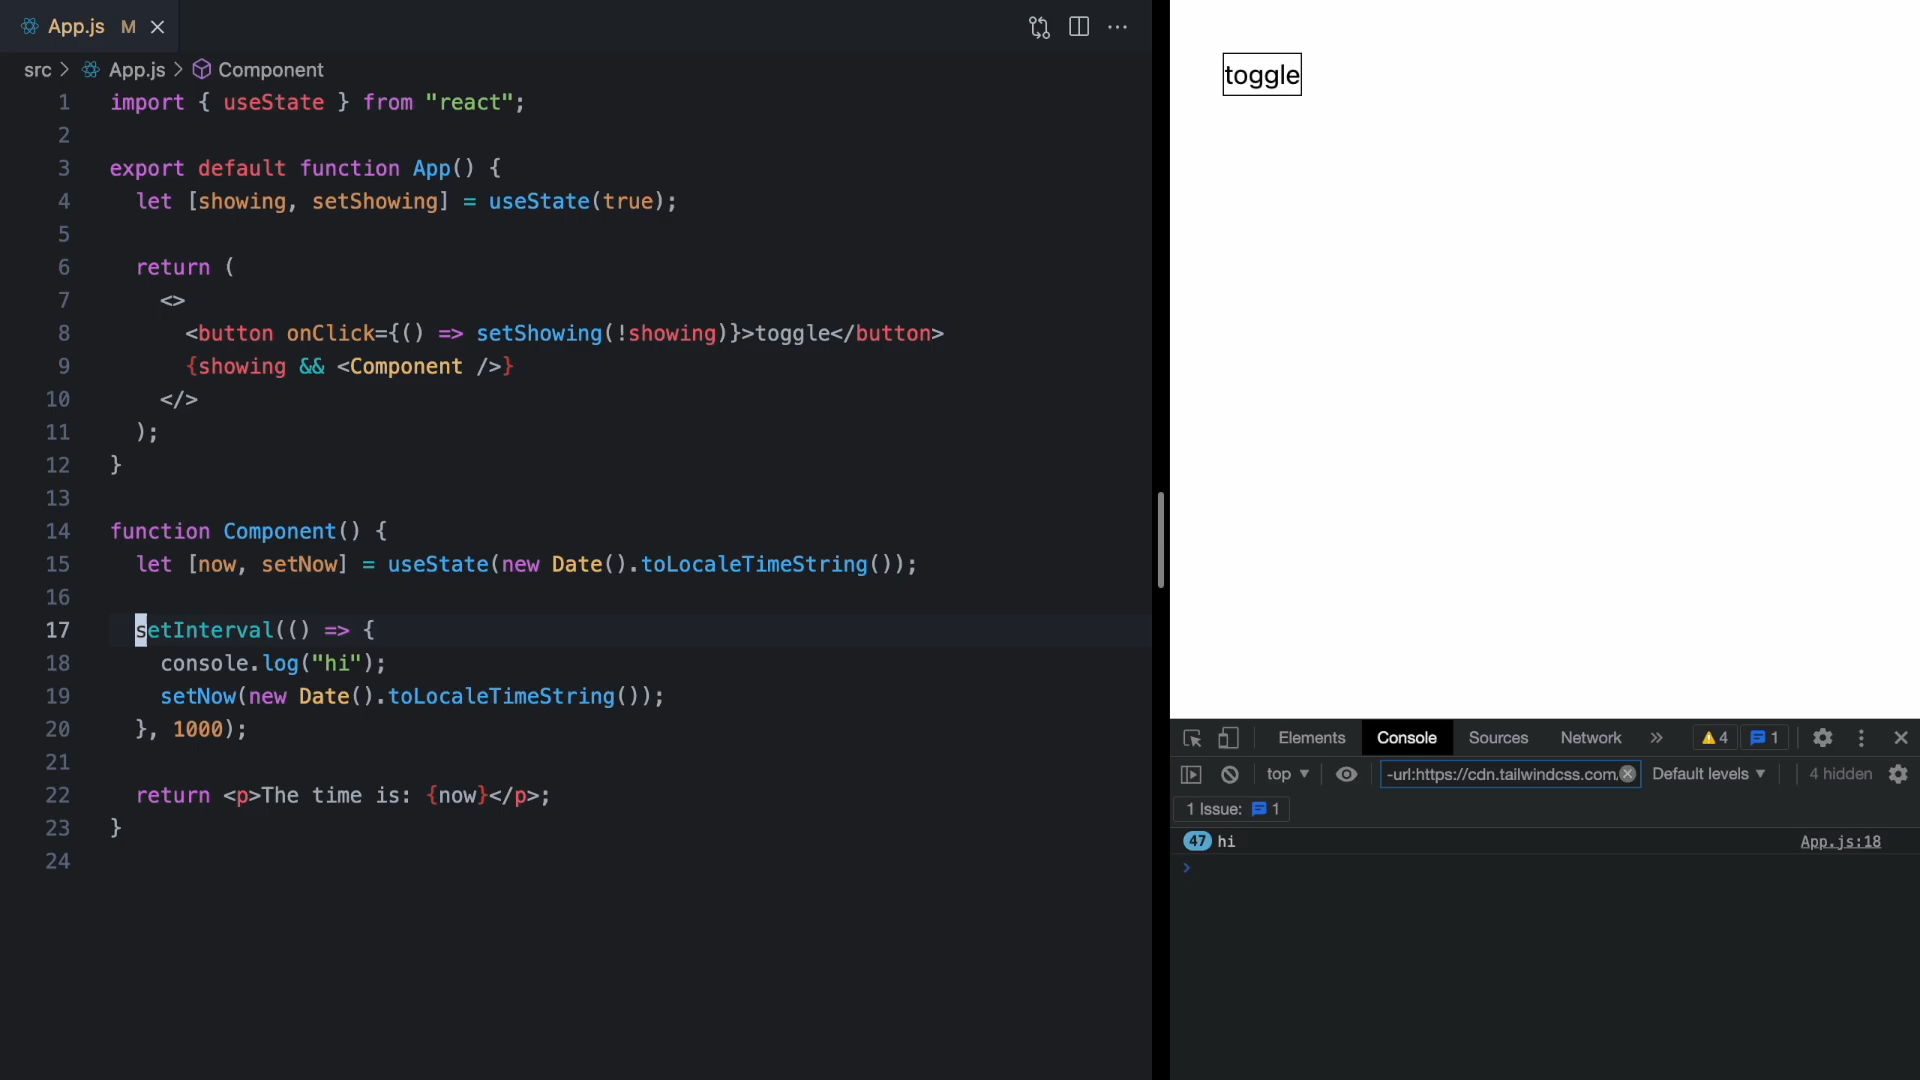 App.js M
src > App.js > Component
1 import { useState } from "react";
2
3 export default function App() {
4 let [showing, setShowing] = useState(true);
5
6 return (
7 <>
8 <button onClick={() => setShowing(!showing)}>toggle</button>
9 {showing && <Component />}
10 </>
11 );
12 }
13
14 function Component() {
15 let [now, setNow] = useState(new Date().toLocaleTimeString());
16
17 setInterval(() => {
18 console.log("hi");
19 setNow(new Date().toLocaleTimeString());
20 }, 1000);
21
22 return <p>The time is: {now}</p>;
23 }
24
toggle
Elements Console Sources Network » 4 1
top -url:https://cdn.tailwindcss.com Default levels 4 hidden
1 Issue: 1
47 hi App.js:18